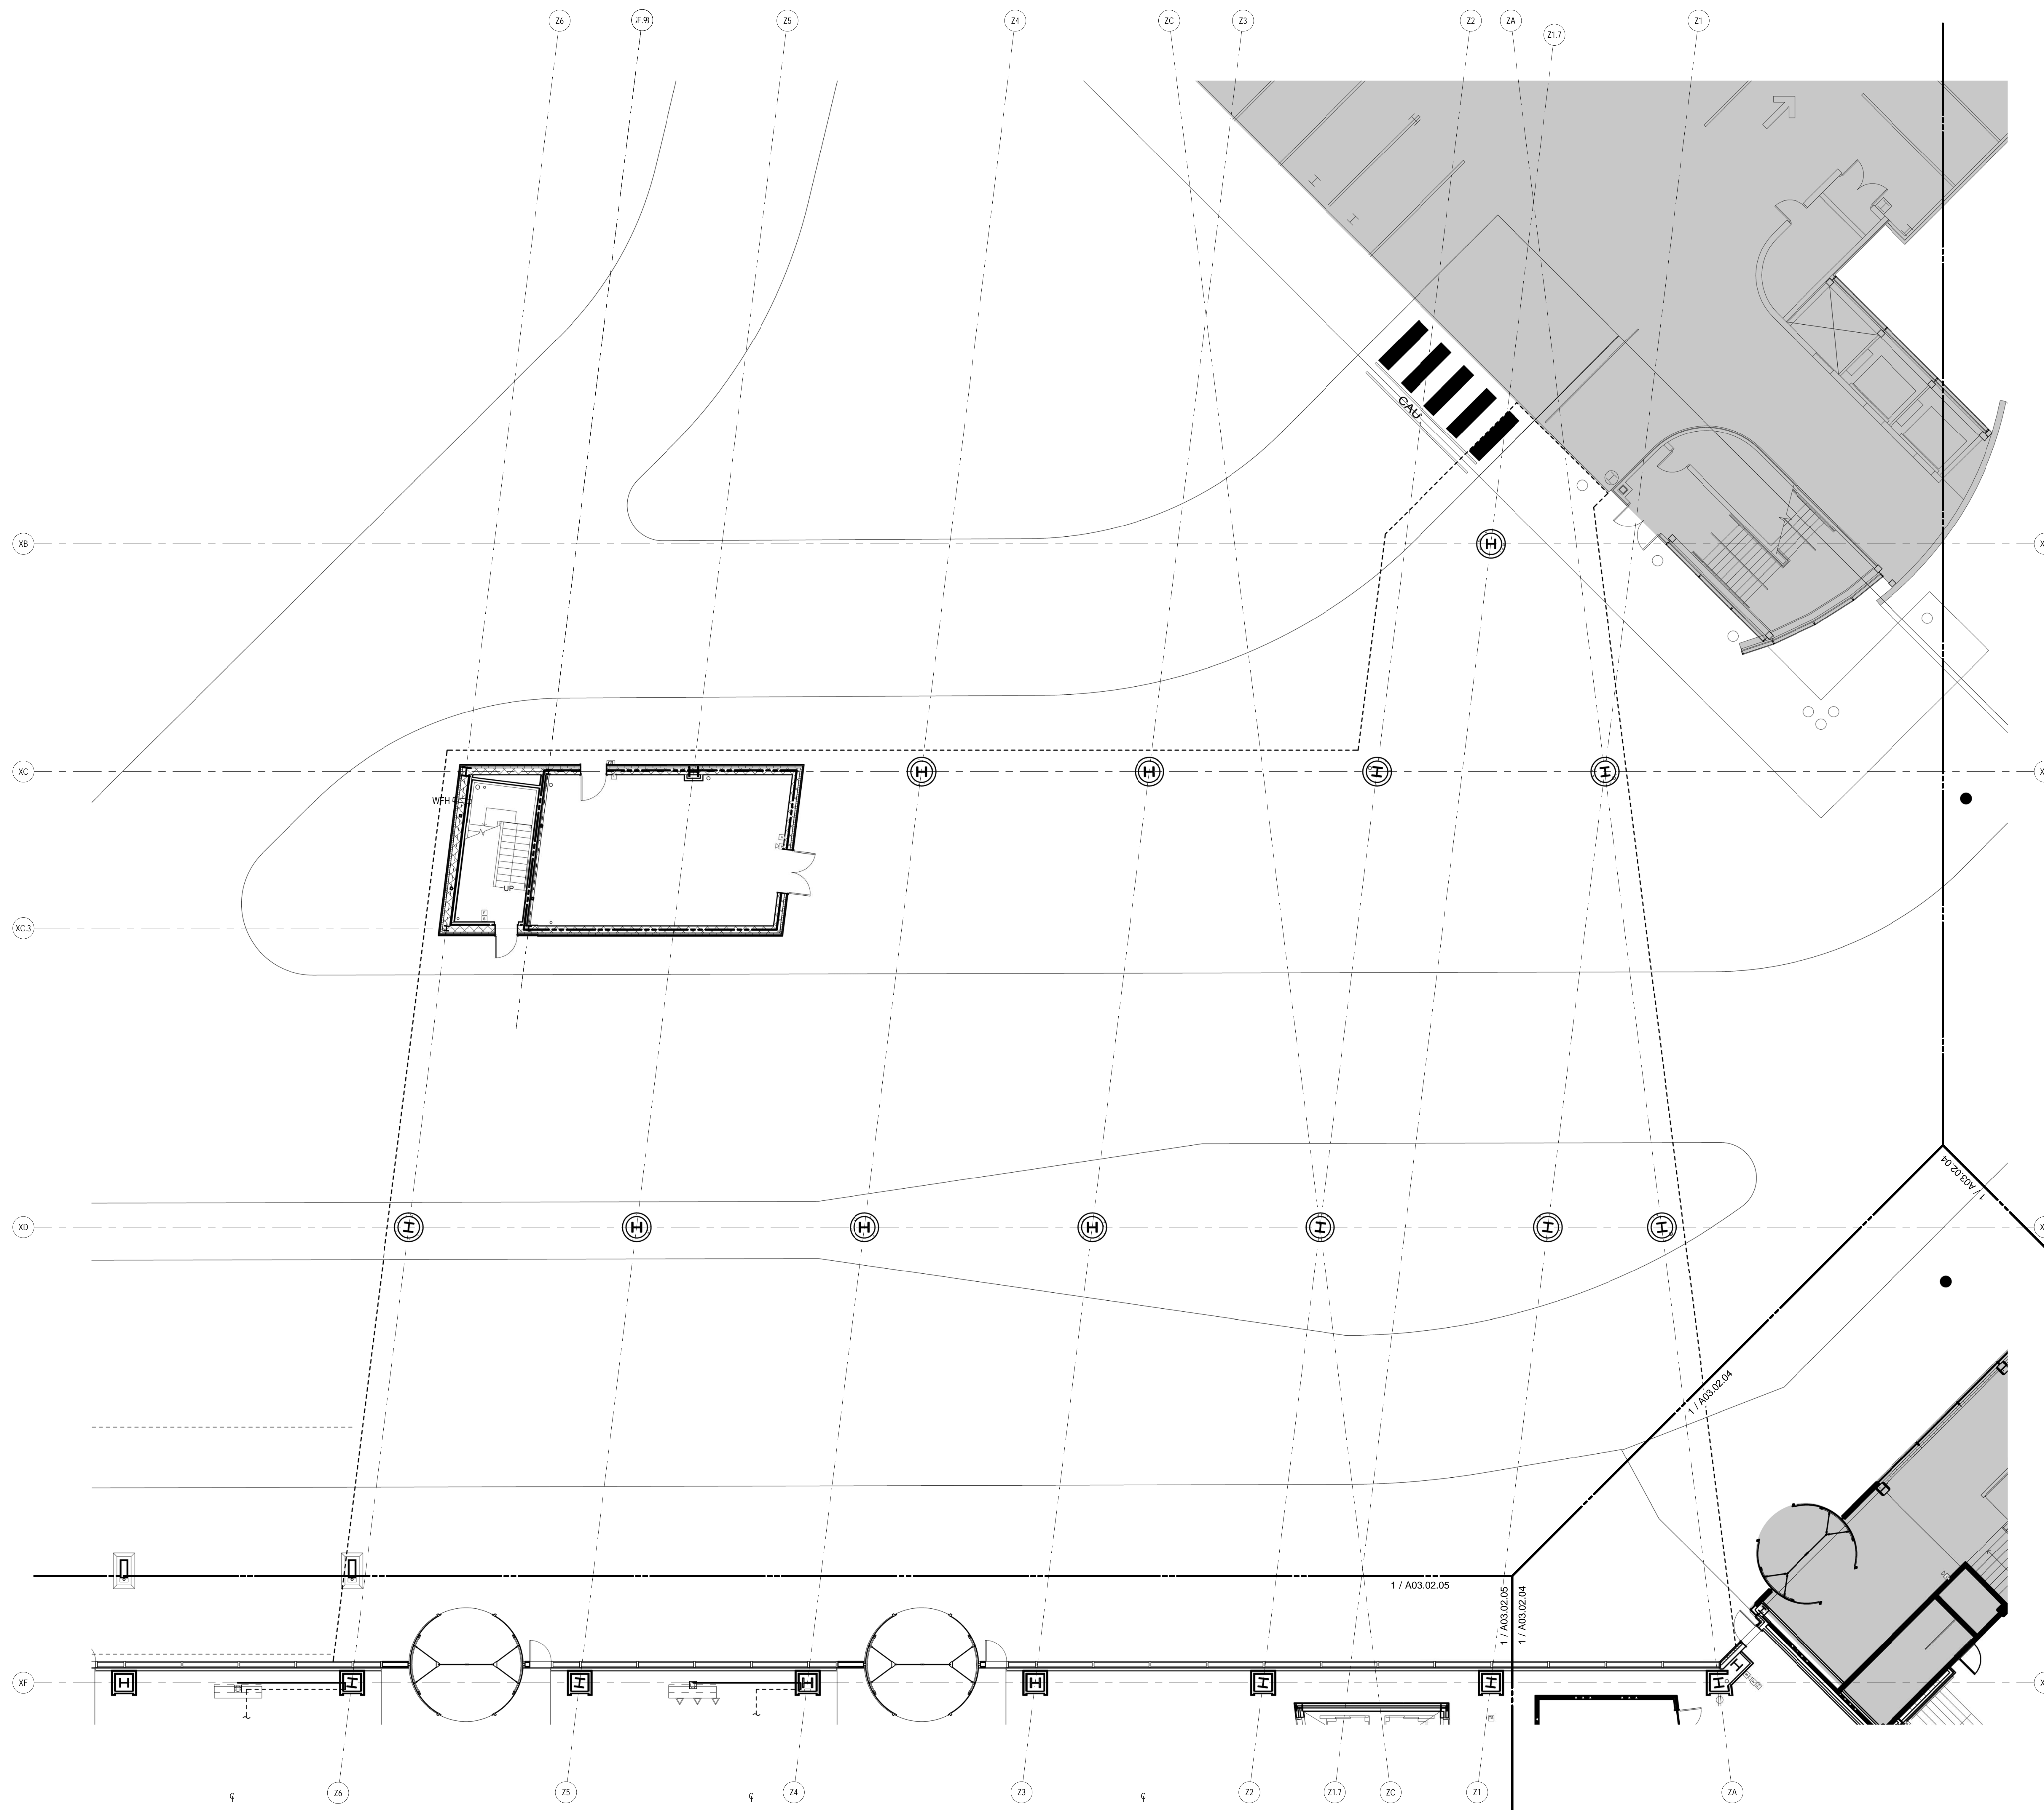 Z6
Z5
Z4
ZC
Z3
Z2
ZA
Z1.7
Z1
CAU
XB
XC
WFH
UP
XC.3
1 / A03.02.04
XD
1 / A03.02.04
1 / A03.02.05
1 / A03.02.05
1 / A03.02.04
XF
Z6
Z5
Z4
Z3
Z2
Z1.7
ZC
Z1
ZA